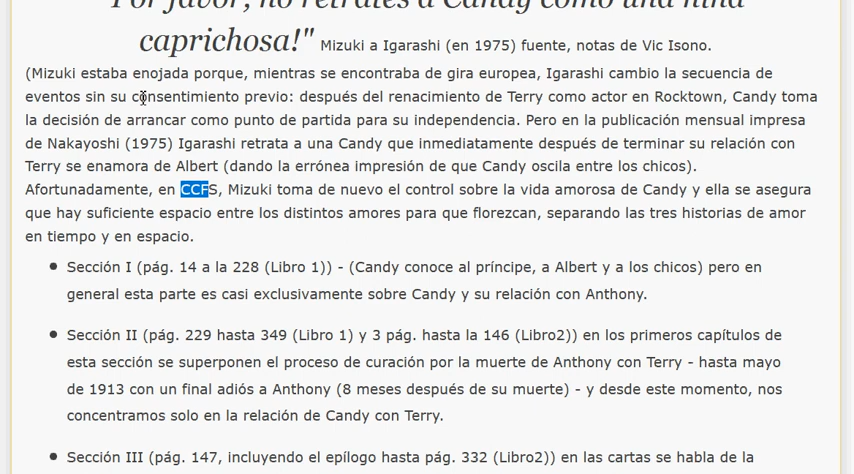 "Por favor, no retrates a Candy como una niña
caprichosa!" Mizuki a Igarashi (en 1975) fuente, notas de Vic Isono.
(Mizuki estaba enojada porque, mientras se encontraba de gira europea, Igarashi cambio la secuencia de
eventos sin su consentimiento previo: después del renacimiento de Terry como actor en Rocktown, Candy toma
la decisión de arrancar como punto de partida para su independencia. Pero en la publicación mensual impresa
de Nakayoshi (1975) Igarashi retrata a una Candy que inmediatamente después de terminar su relación con
Terry se enamora de Albert (dando la errónea impresión de que Candy oscila entre los chicos).
Afortunadamente, en CCFS, Mizuki toma de nuevo el control sobre la vida amorosa de Candy y ella se asegura
que hay suficiente espacio entre los distintos amores para que florezcan, separando las tres historias de amor
en tiempo y en espacio.
Sección I (pág. 14 a la 228 (Libro 1)) - (Candy conoce al príncipe, a Albert y a los chicos) pero en
general esta parte es casi exclusivamente sobre Candy y su relación con Anthony.
Sección II (pág. 229 hasta 349 (Libro 1) y 3 pág. hasta la 146 (Libro2)) en los primeros capítulos de
esta sección se superponen el proceso de curación por la muerte de Anthony con Terry - hasta mayo
de 1913 con un final adiós a Anthony (8 meses después de su muerte) - y desde este momento, nos
concentramos solo en la relación de Candy con Terry.
Sección III (pág. 147, incluyendo el epílogo hasta pág. 332 (Libro2)) en las cartas se habla de la